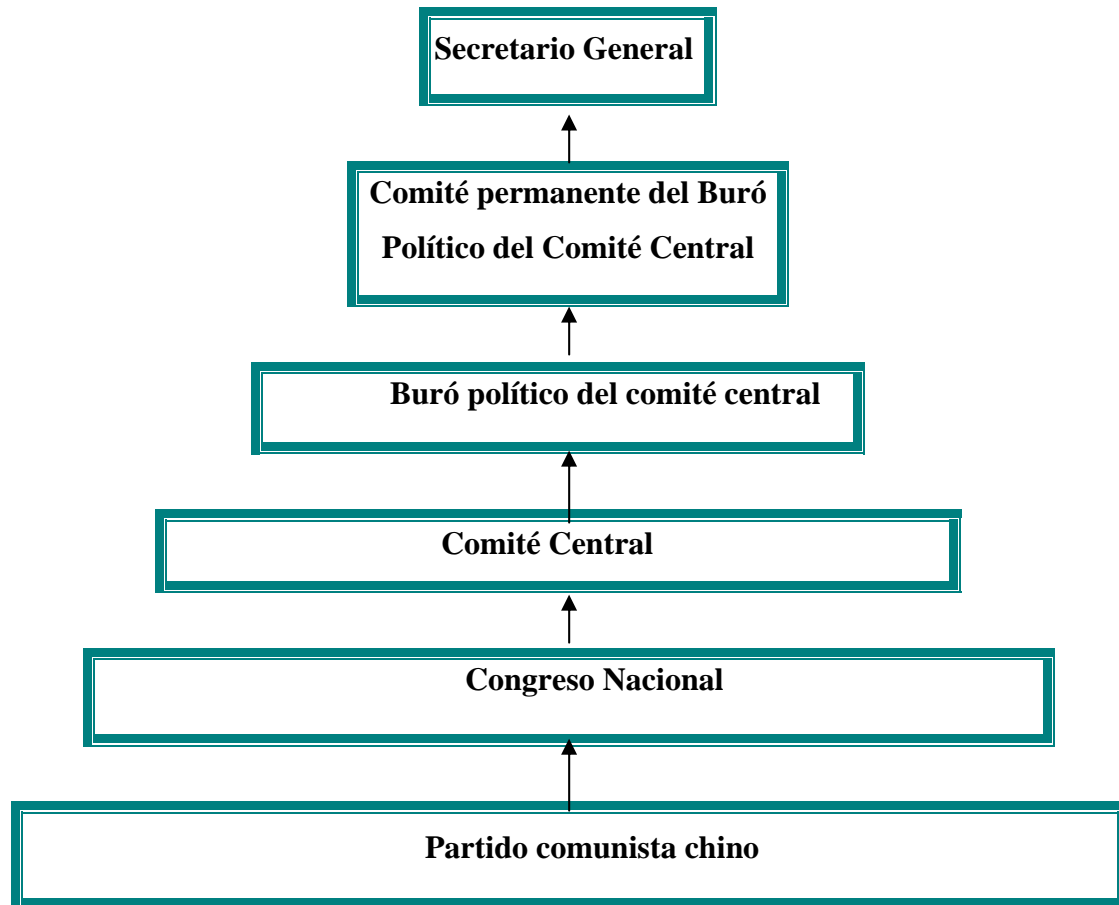 Secretario General
Comité permanente del Buró
Político del Comité Central
Buró político del comité central
Comité Central
Congreso Nacional
Partido comunista chino